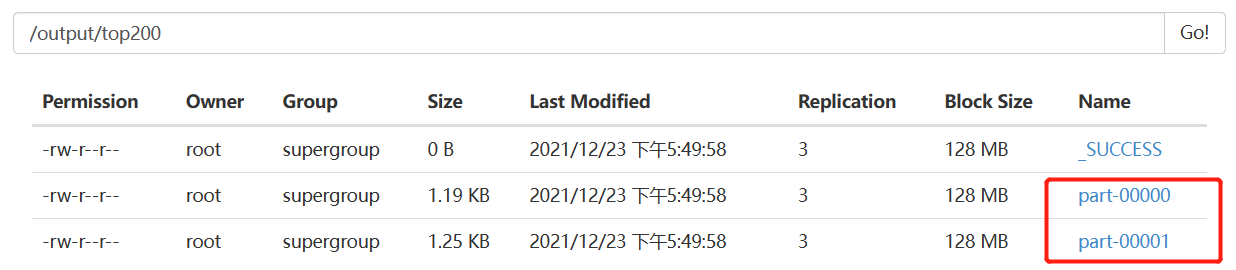 /output/top200 Go!
Permission Owner Group Size Last Modified Replication Block Size Name
-rw-r--r-- root supergroup 0 B 2021/12/23 下午5:49:58 3 128 MB _SUCCESS
-rw-r--r-- root supergroup 1.19 KB 2021/12/23 下午5:49:58 3 128 MB part-00000
-rw-r--r-- root supergroup 1.25 KB 2021/12/23 下午5:49:58 3 128 MB part-00001